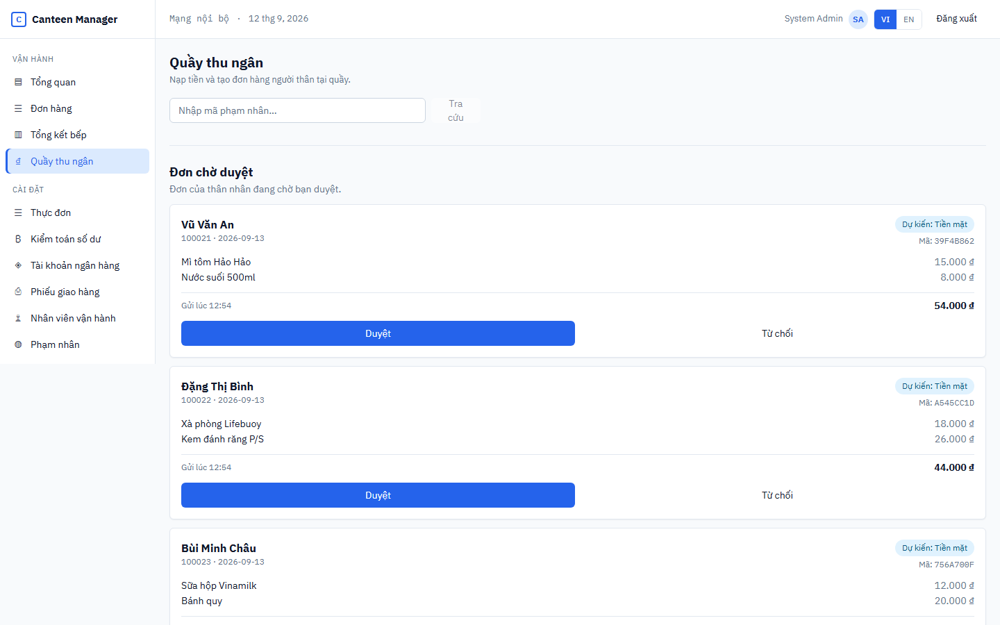 C Canteen Manager
Mạng nội bộ · 12 thg 9, 2026
System Admin SA VI EN Đăng xuất
VẬN HÀNH
Tổng quan
Đơn hàng
Tổng kết bếp
₫ Quầy thu ngân
CÀI ĐẶT
Thực đơn
₿ Kiểm toán số dư
Tài khoản ngân hàng
Phiếu giao hàng
Nhân viên vận hành
Phạm nhân
Quầy thu ngân
Nạp tiền và tạo đơn hàng người thân tại quầy.
Nhập mã phạm nhân...
Tra
cứu
Đơn chờ duyệt
Đơn của thân nhân đang chờ bạn duyệt.
Vũ Văn An
Dự kiến: Tiền mặt
100021 · 2026-09-13
Mã: 39F4B862
Mì tôm Hảo Hảo 15.000 ₫
Nước suối 500ml 8.000 ₫
Gửi lúc 12:54 54.000 ₫
Duyệt Từ chối
Đặng Thị Bình
Dự kiến: Tiền mặt
100022 · 2026-09-13
Mã: A545CC1D
Xà phòng Lifebuoy 18.000 ₫
Kem đánh răng P/S 26.000 ₫
Gửi lúc 12:54 44.000 ₫
Duyệt Từ chối
Bùi Minh Châu
Dự kiến: Tiền mặt
100023 · 2026-09-13
Mã: 756A700F
Sữa hộp Vinamilk 12.000 ₫
Bánh quy 20.000 ₫